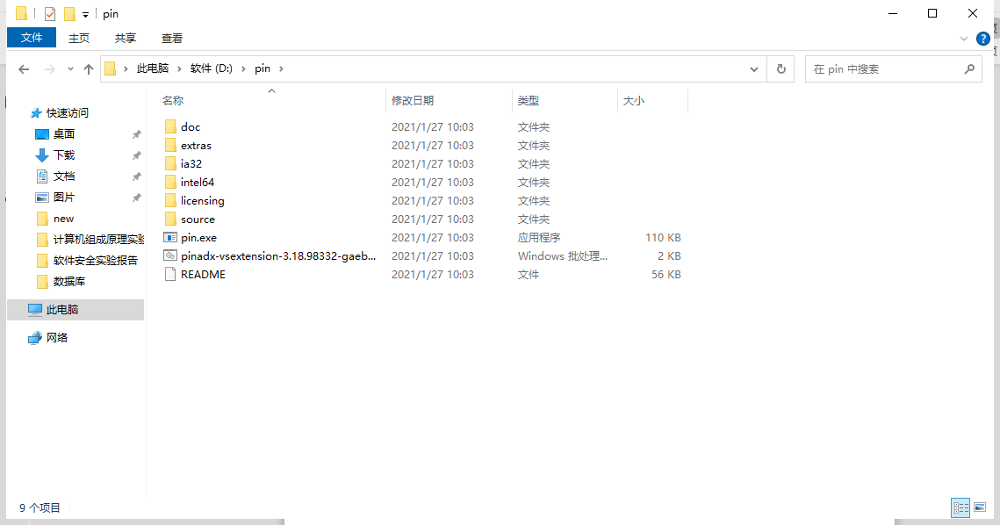 pin
文件 主页 共享 查看
此电脑 软件 (D:) pin 在 pin 中搜索
名称 修改日期 类型 大小
快速访问
桌面
下载
文档
图片
new
计算机组成原理实验
软件安全实验报告
数据库
此电脑
网络
doc 2021/1/27 10:03 文件夹
extras 2021/1/27 10:03 文件夹
ia32 2021/1/27 10:03 文件夹
intel64 2021/1/27 10:03 文件夹
licensing 2021/1/27 10:03 文件夹
source 2021/1/27 10:03 文件夹
pin.exe 2021/1/27 10:03 应用程序 110 KB
pinadx-vsextension-3.18.98332-gaeb... 2021/1/27 10:03 Windows 批处理... 2 KB
README 2021/1/27 10:03 文件 56 KB
9 个项目